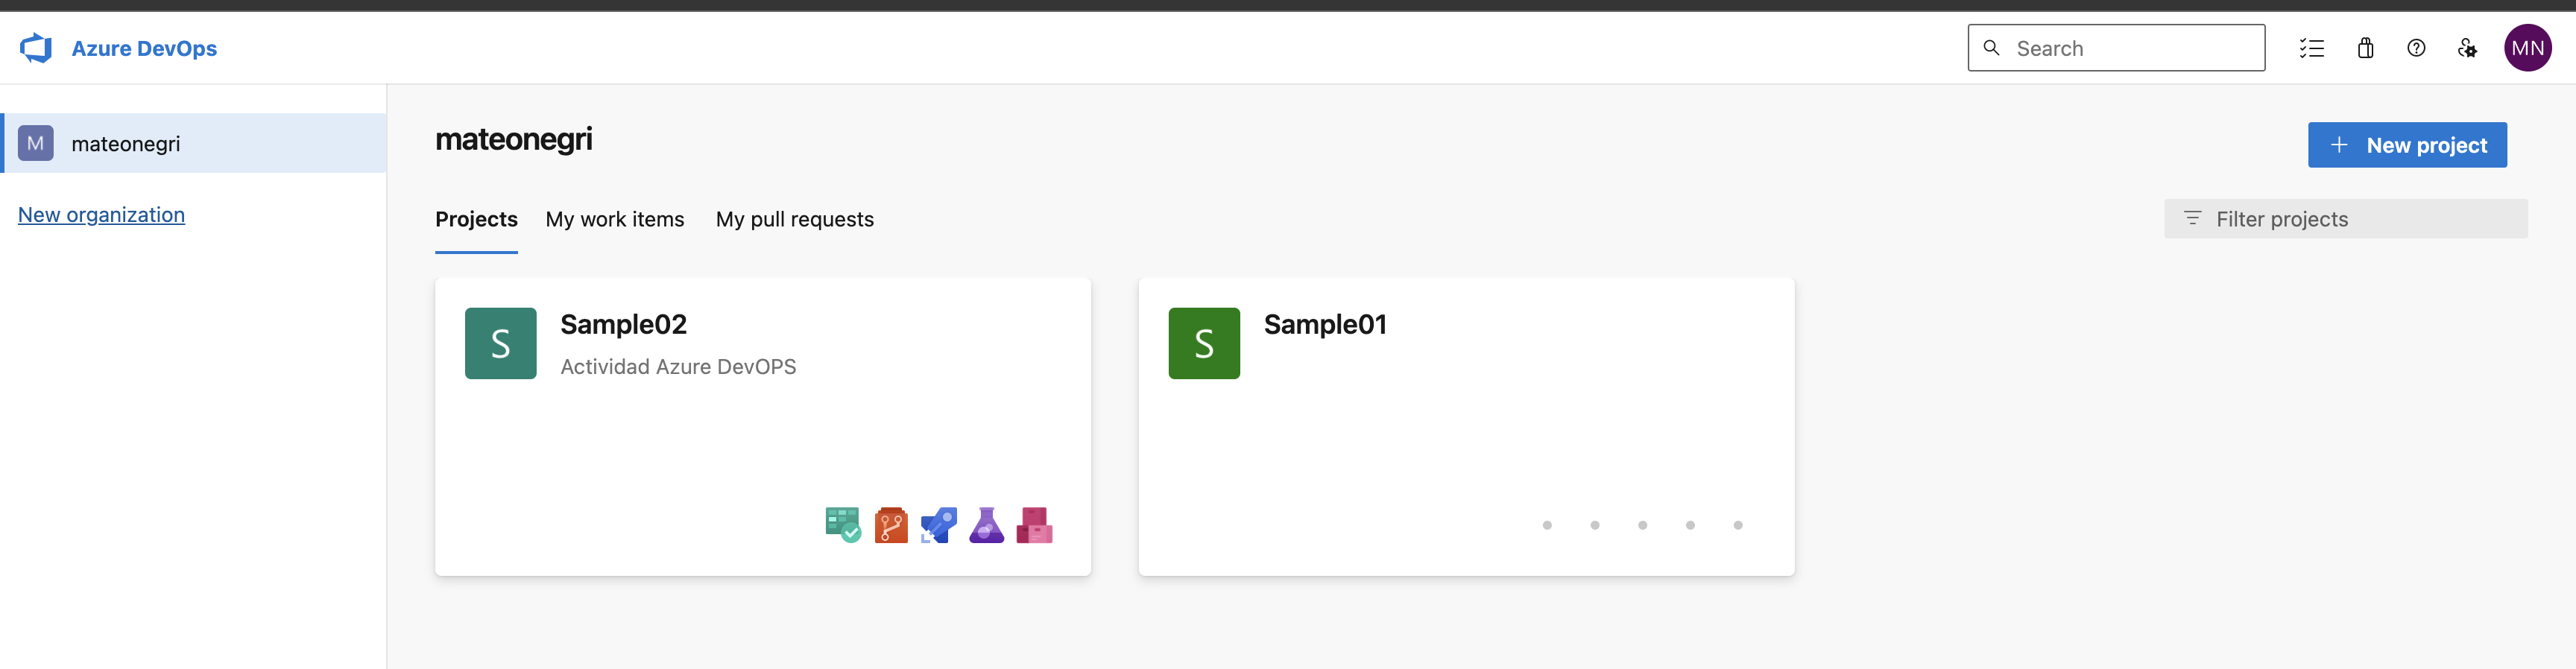 Azure DevOps
Search
MN
M
mateonegri
New organization
mateonegri
New project
Projects
My work items
My pull requests
Filter projects
S
Sample02
Actividad Azure DevOPS
S
Sample01